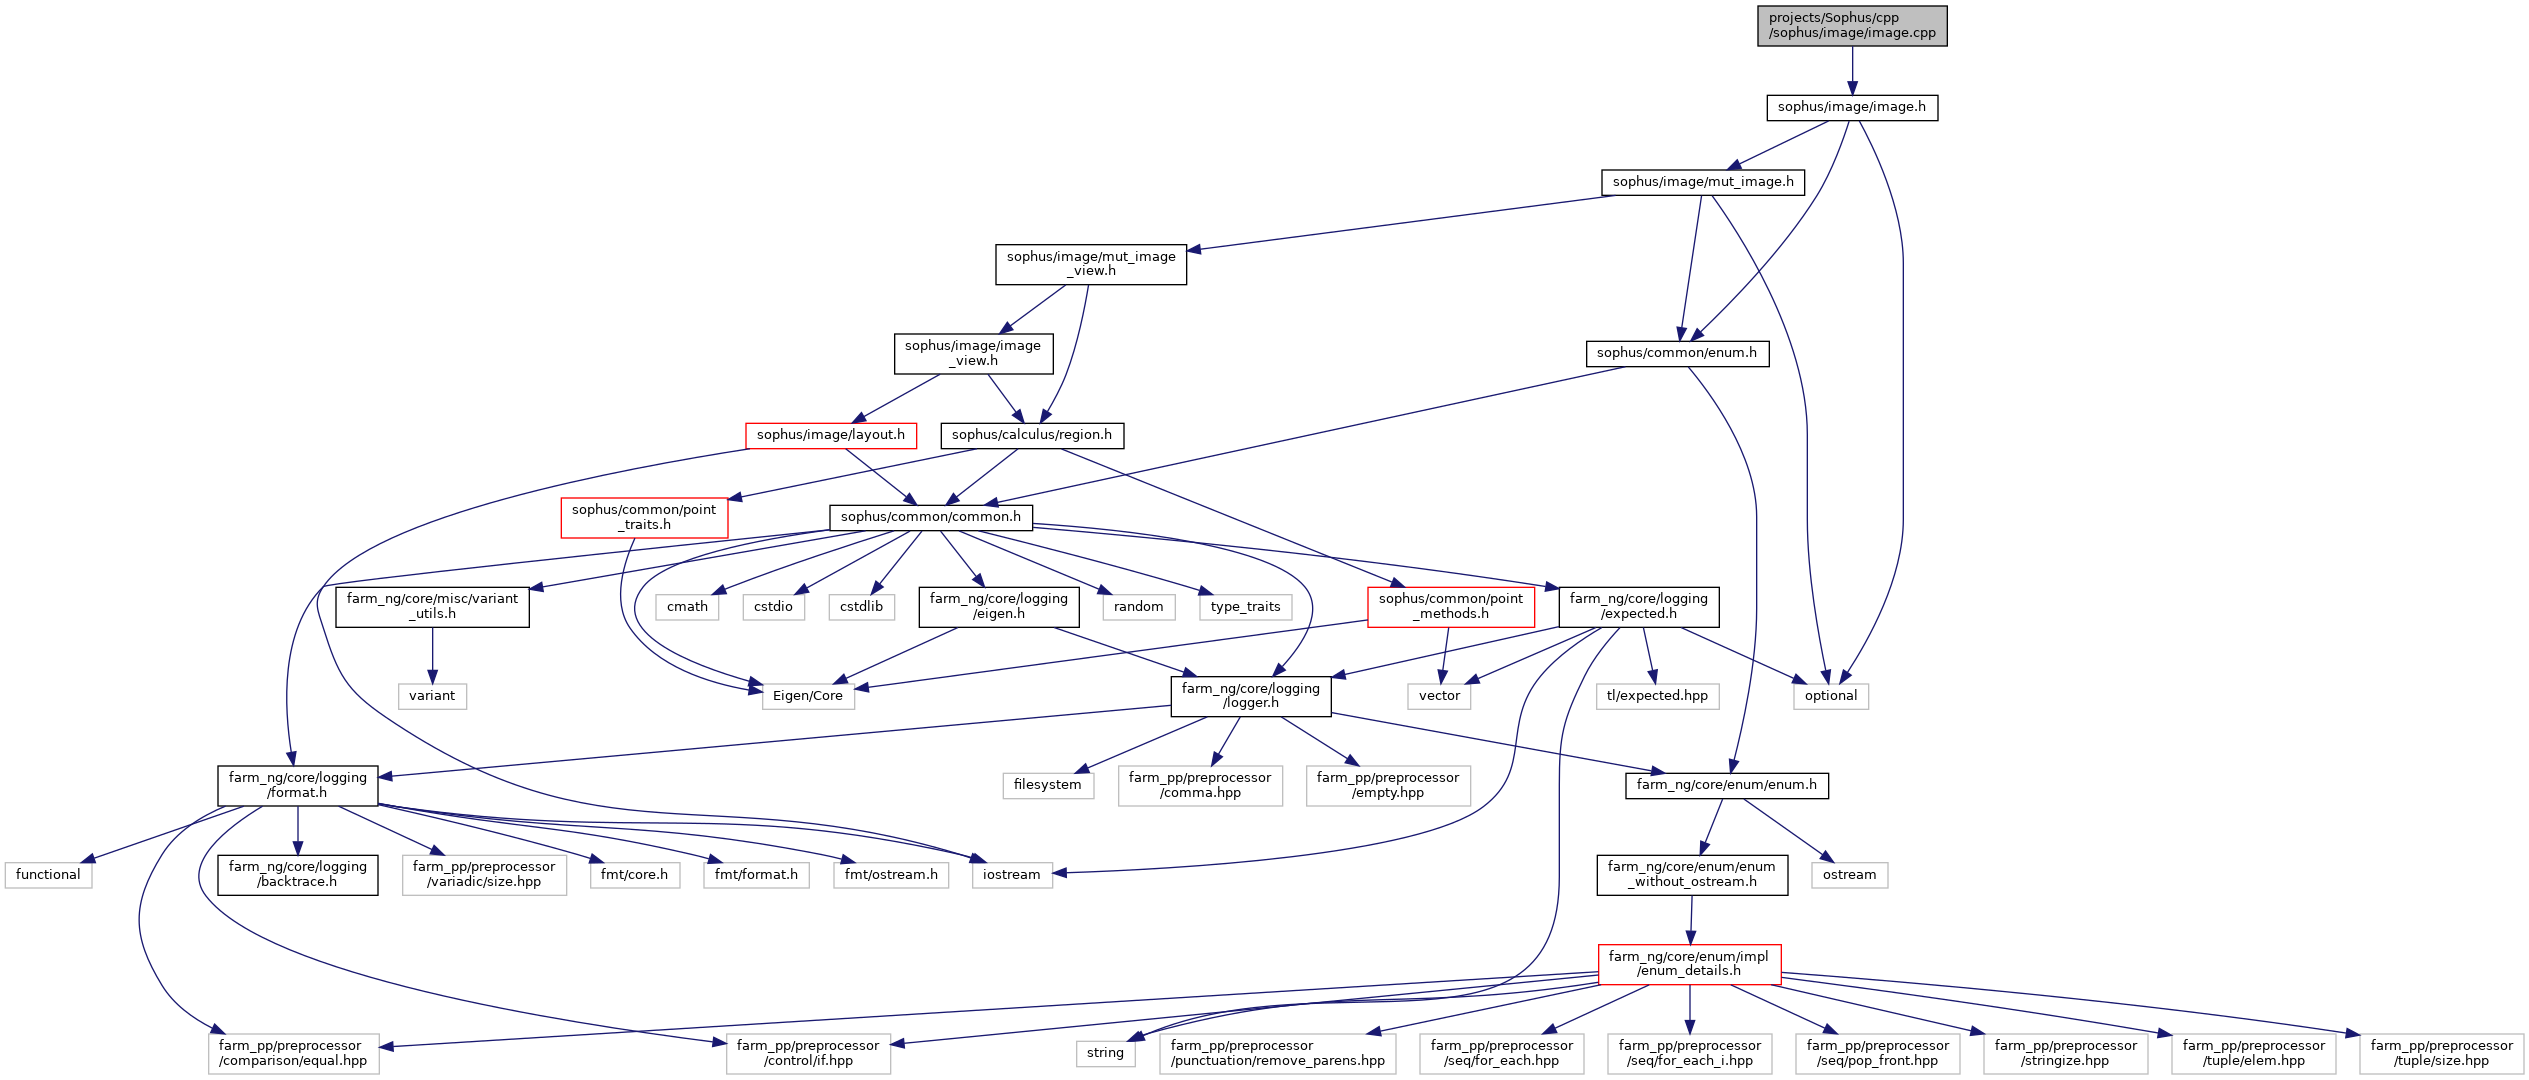 projects/Sophus/cpp
/sophus/image/image.cpp
sophus/image/image.h
sophus/image/mut_image.h
sophus/image/mut_image
_view.h
sophus/image/image
_view.h
sophus/common/enum.h
sophus/image/layout.h
sophus/calculus/region.h
sophus/common/point
_traits.h
sophus/common/common.h
farm_ng/core/misc/variant
_utils.h
cmath
cstdio
cstdlib
farm_ng/core/logging
/eigen.h
random
type_traits
sophus/common/point
_methods.h
farm_ng/core/logging
/expected.h
variant
Eigen/Core
farm_ng/core/logging
/logger.h
vector
tl/expected.hpp
optional
farm_ng/core/logging
/format.h
filesystem
farm_pp/preprocessor
/comma.hpp
farm_pp/preprocessor
/empty.hpp
farm_ng/core/enum/enum.h
functional
farm_ng/core/logging
/backtrace.h
farm_pp/preprocessor
/variadic/size.hpp
fmt/core.h
fmt/format.h
fmt/ostream.h
iostream
farm_ng/core/enum/enum
_without_ostream.h
ostream
farm_ng/core/enum/impl
/enum_details.h
farm_pp/preprocessor
/comparison/equal.hpp
farm_pp/preprocessor
/control/if.hpp
string
farm_pp/preprocessor
/punctuation/remove_parens.hpp
farm_pp/preprocessor
/seq/for_each.hpp
farm_pp/preprocessor
/seq/for_each_i.hpp
farm_pp/preprocessor
/seq/pop_front.hpp
farm_pp/preprocessor
/stringize.hpp
farm_pp/preprocessor
/tuple/elem.hpp
farm_pp/preprocessor
/tuple/size.hpp